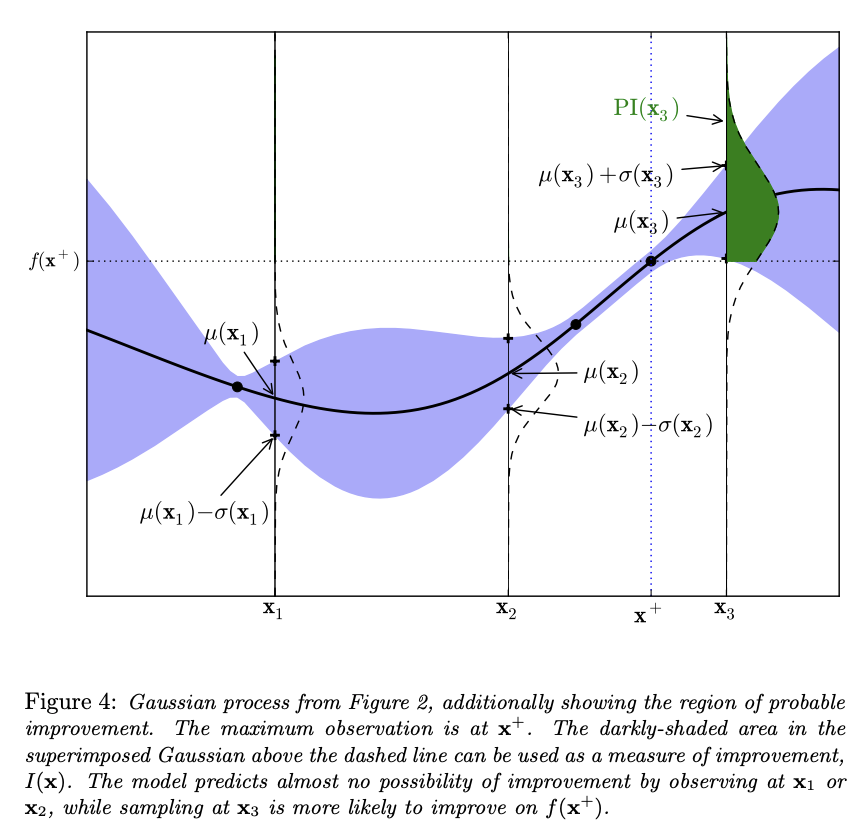 PI(x₃)
μ(x₃)+σ(x₃)
μ(x₃)
f(x⁺)
μ(x₁)
μ(x₂)
μ(x₂)−σ(x₂)
μ(x₁)−σ(x₁)
x₁ x₂ x⁺ x₃
Figure 4: Gaussian process from Figure 2, additionally showing the region of probable
improvement. The maximum observation is at x⁺. The darkly-shaded area in the
superimposed Gaussian above the dashed line can be used as a measure of improvement,
I(x). The model predicts almost no possibility of improvement by observing at x₁ or
x₂, while sampling at x₃ is more likely to improve on f(x⁺).